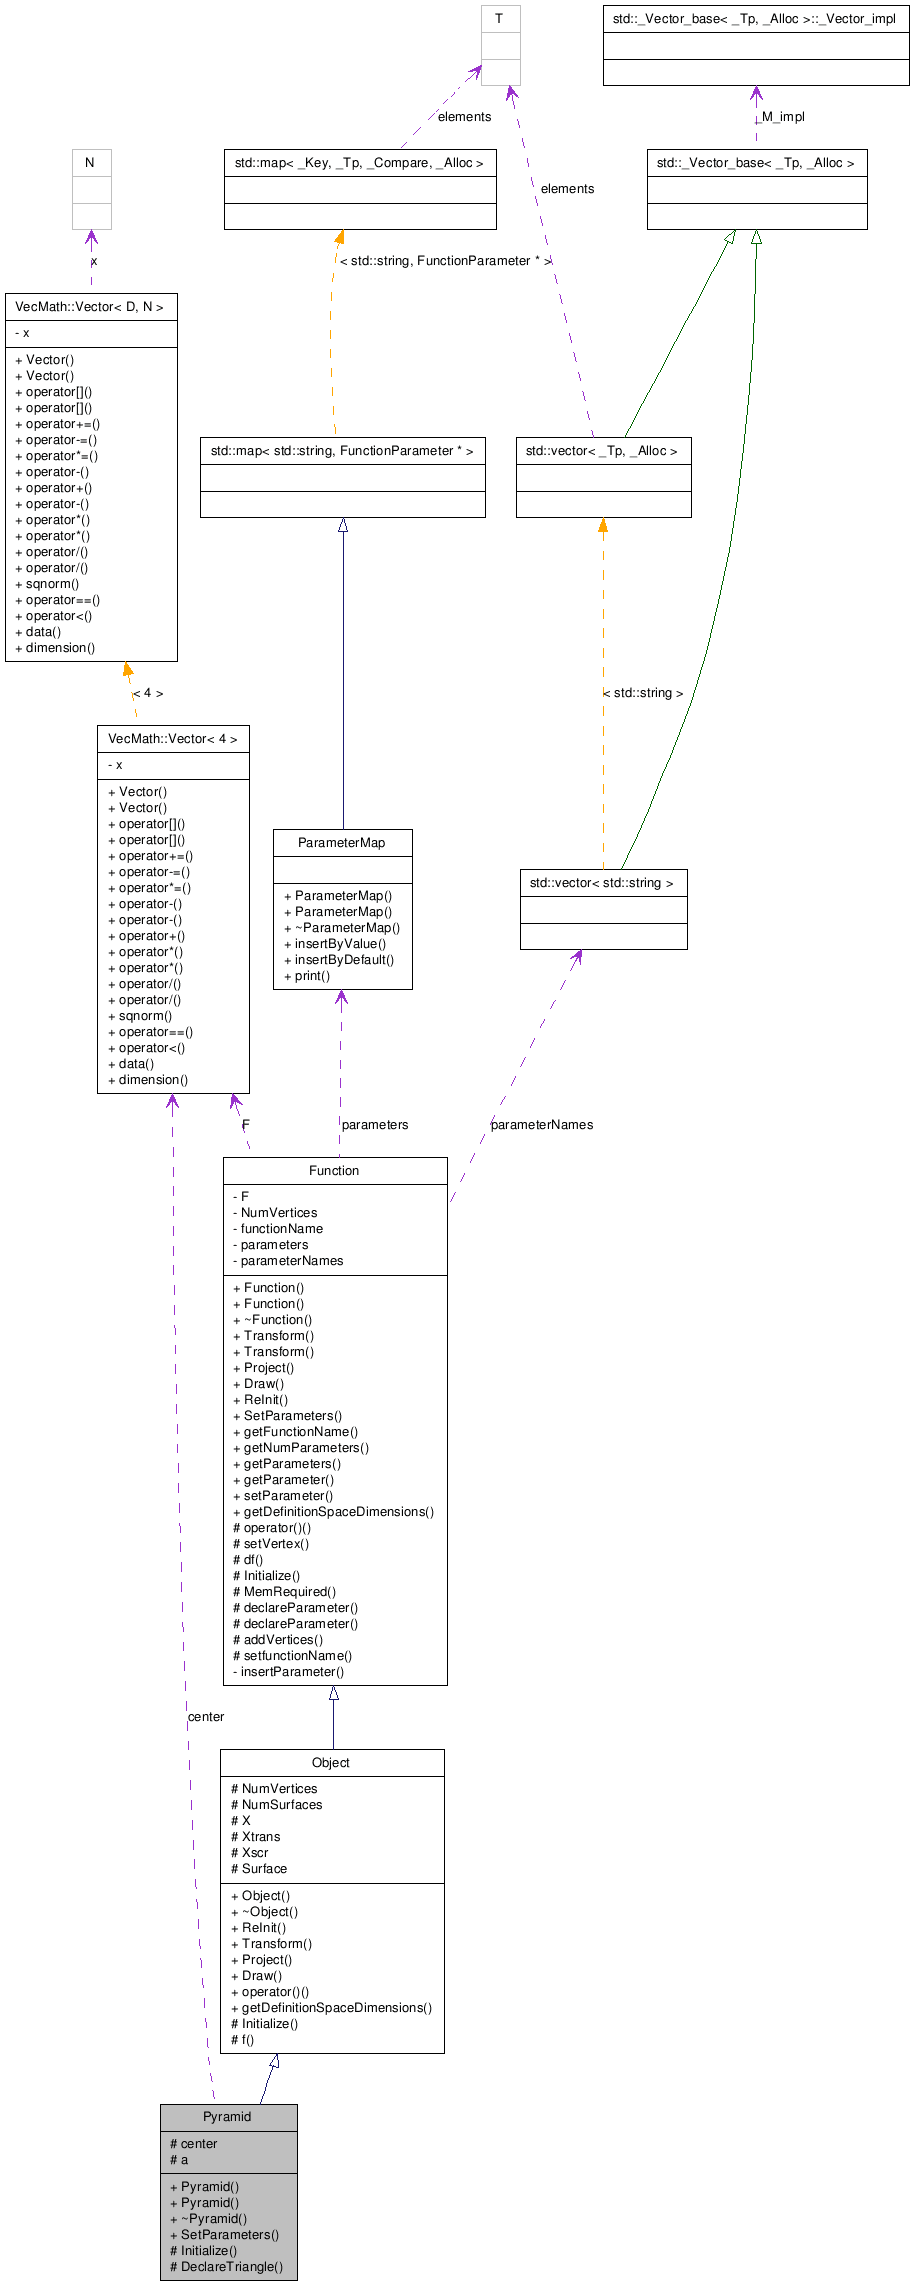 T
std::_Vector_base< _Tp, _Alloc >::_Vector_impl
elements
_M_impl
N
std::map< _Key, _Tp, _Compare, _Alloc >
std::_Vector_base< _Tp, _Alloc >
elements
x
< std::string, FunctionParameter * >
VecMath::Vector< D, N >
- x
+ Vector()
+ Vector()
+ operator[]()
+ operator[]()
+ operator+=()
+ operator-=()
+ operator*=()
+ operator-()
+ operator+()
+ operator-()
+ operator*()
+ operator*()
+ operator/()
+ operator/()
+ sqnorm()
+ operator==()
+ operator<()
+ data()
+ dimension()
std::map< std::string, FunctionParameter * >
std::vector< _Tp, _Alloc >
< 4 >
< std::string >
VecMath::Vector< 4 >
- x
+ Vector()
+ Vector()
+ operator[]()
+ operator[]()
+ operator+=()
+ operator-=()
+ operator*=()
+ operator-()
+ operator-()
+ operator+()
+ operator*()
+ operator*()
+ operator/()
+ operator/()
+ sqnorm()
+ operator==()
+ operator<()
+ data()
+ dimension()
ParameterMap
+ ParameterMap()
+ ParameterMap()
+ ~ParameterMap()
+ insertByValue()
+ insertByDefault()
+ print()
std::vector< std::string >
F
parameters
parameterNames
Function
- F
- NumVertices
- functionName
- parameters
- parameterNames
+ Function()
+ Function()
+ ~Function()
+ Transform()
+ Transform()
+ Project()
+ Draw()
+ ReInit()
+ SetParameters()
+ getFunctionName()
+ getNumParameters()
+ getParameters()
+ getParameter()
+ setParameter()
+ getDefinitionSpaceDimensions()
# operator()()
# setVertex()
# df()
# Initialize()
# MemRequired()
# declareParameter()
# declareParameter()
# addVertices()
# setfunctionName()
- insertParameter()
center
Object
# NumVertices
# NumSurfaces
# X
# Xtrans
# Xscr
# Surface
+ Object()
+ ~Object()
+ ReInit()
+ Transform()
+ Project()
+ Draw()
+ operator()()
+ getDefinitionSpaceDimensions()
# Initialize()
# f()
Pyramid
# center
# a
+ Pyramid()
+ Pyramid()
+ ~Pyramid()
+ SetParameters()
# Initialize()
# DeclareTriangle()